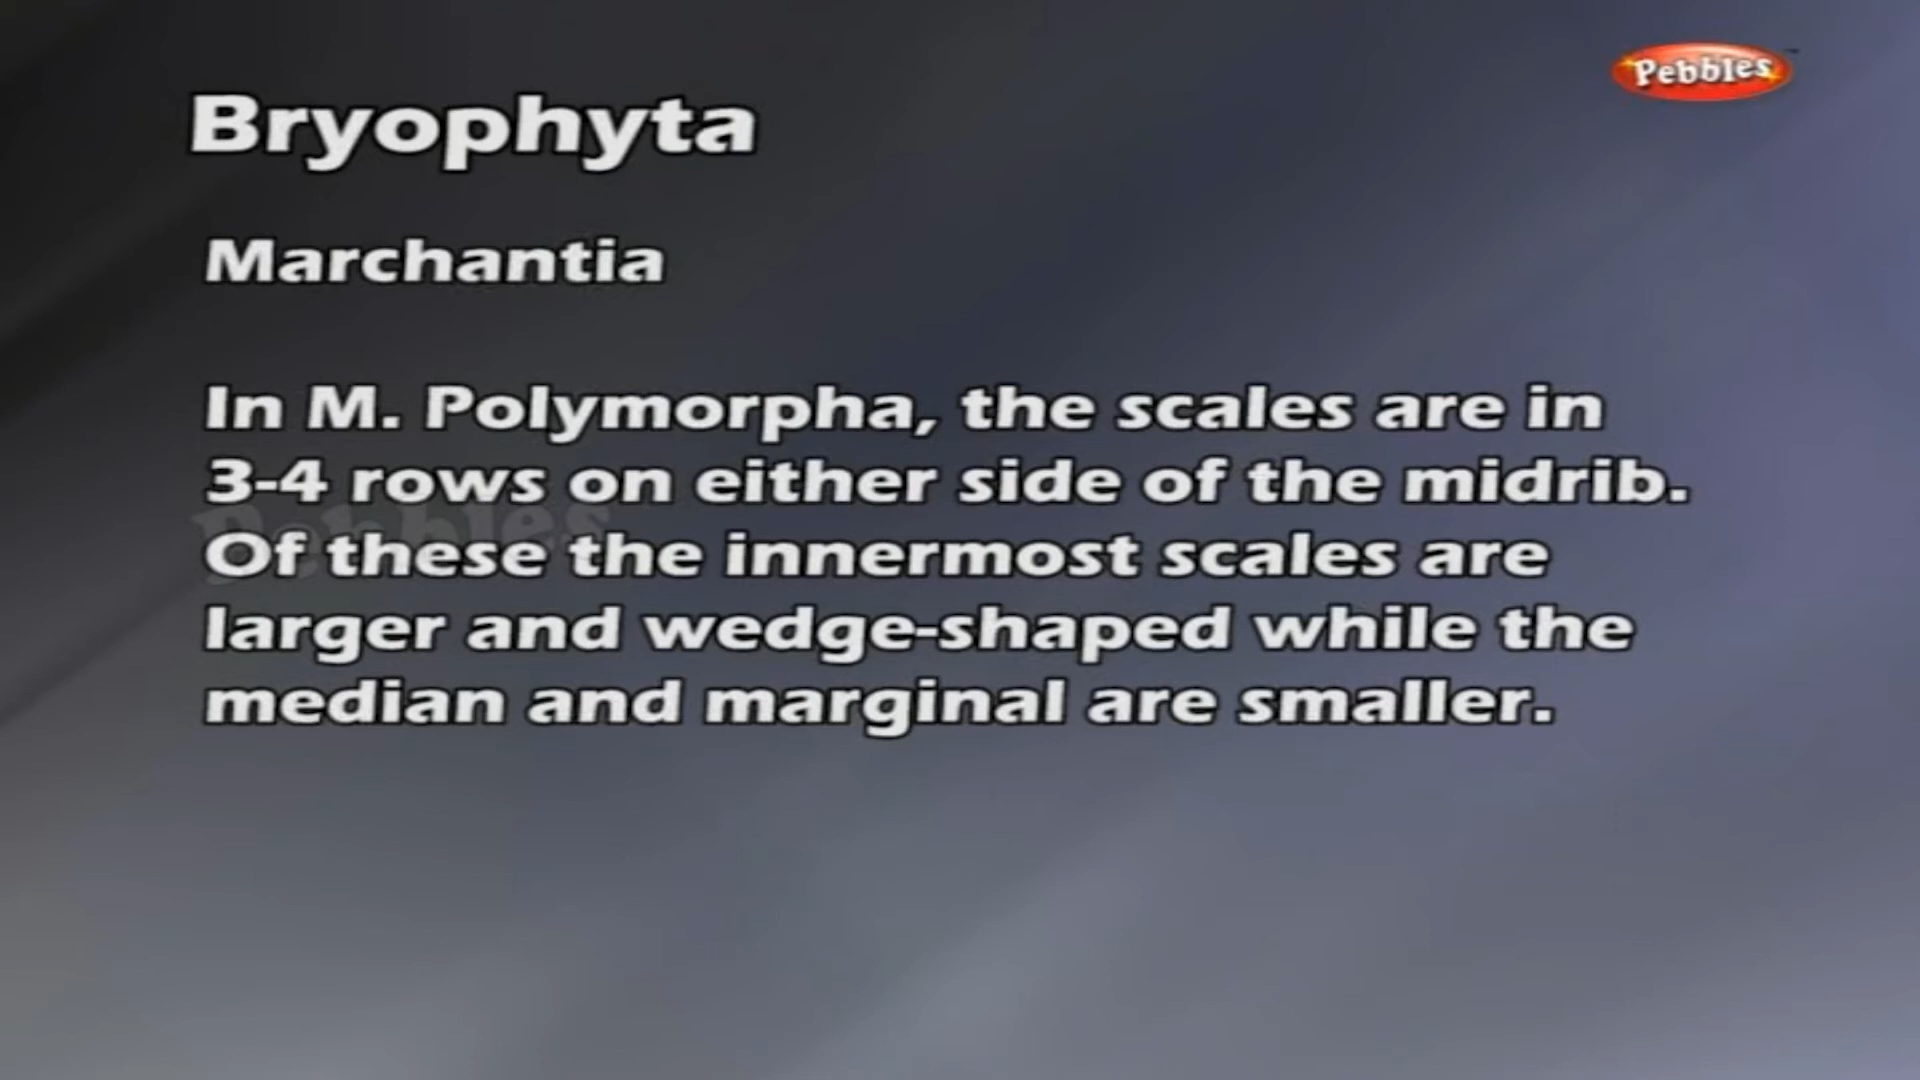 Pebbles
Bryophyta
Marchantia
In M. Polymorpha, the scales are in
3-4 rows on either side of the midrib.
Pebbles
Of these the innermost scales are
larger and wedge-shaped while the
median and marginal are smaller.